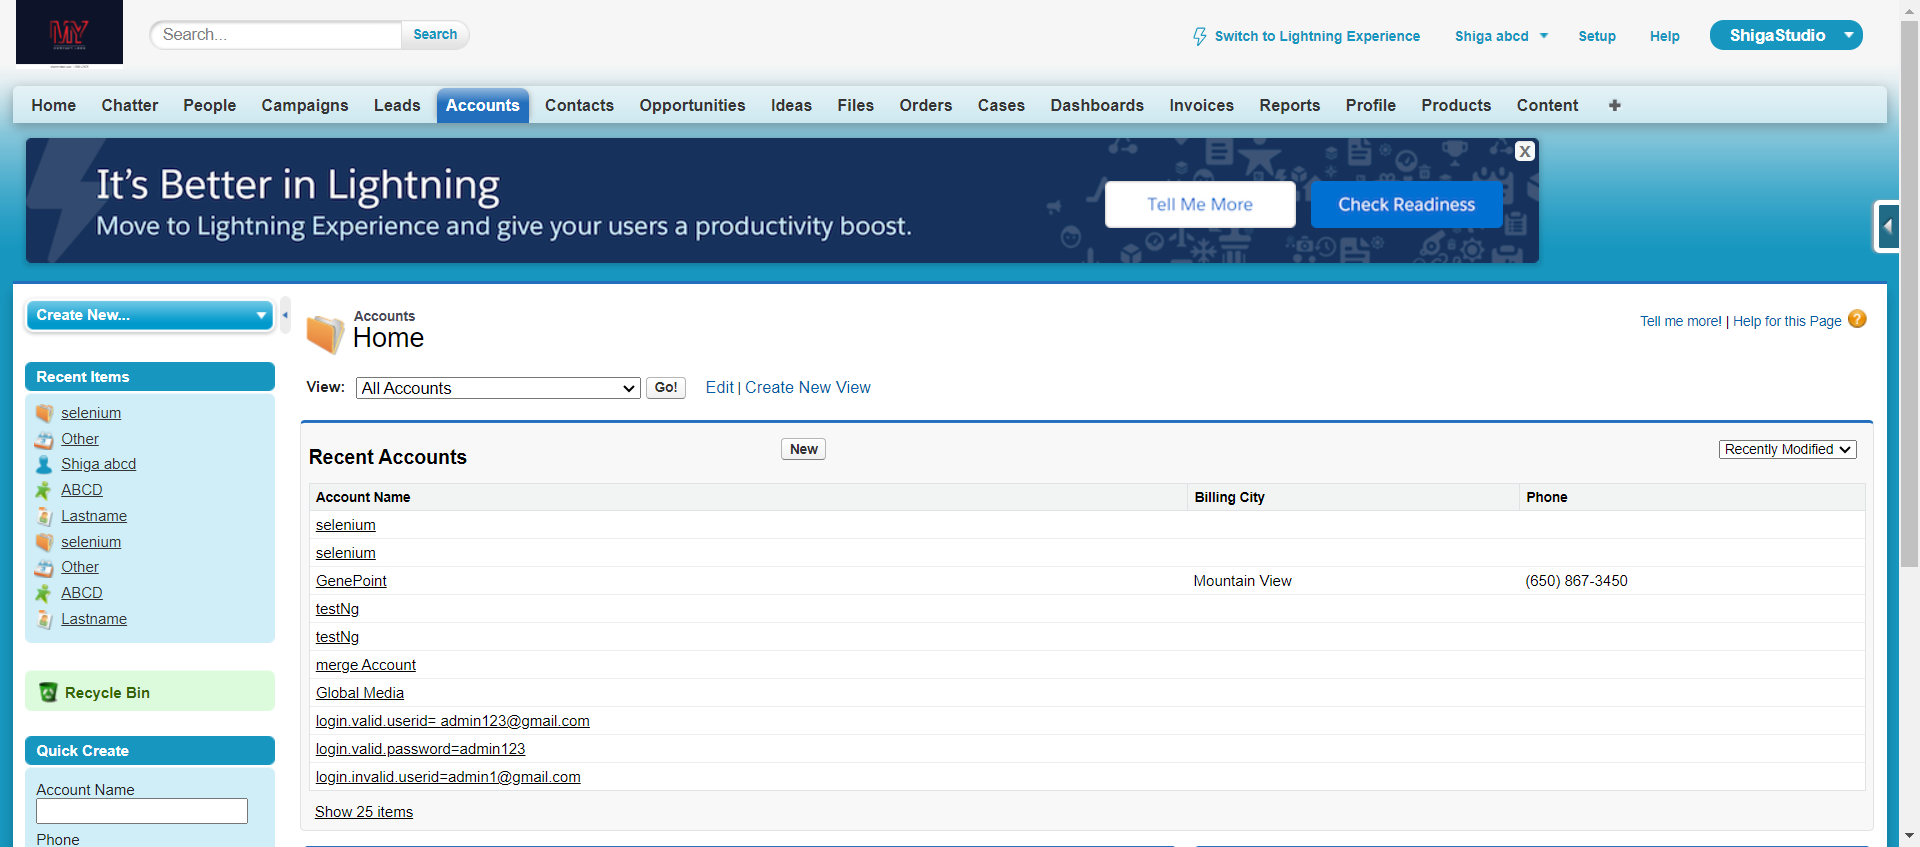 MY
Search...
Search
Switch to Lightning Experience
Shiga abcd
Setup
Help
ShigaStudio
Home Chatter People Campaigns Leads Accounts Contacts Opportunities Ideas Files Orders Cases Dashboards Invoices Reports Profile Products Content +
It's Better in Lightning
Move to Lightning Experience and give your users a productivity boost.
Tell Me More
Check Readiness
X
Create New...
Accounts
Home
Tell me more! | Help for this Page ?
View: All Accounts Go! Edit | Create New View
Recent Items
selenium
Other
Shiga abcd
ABCD
Lastname
selenium
Other
ABCD
Lastname
Recycle Bin
Quick Create
Account Name
Phone
Recent Accounts
New
Recently Modified
Account Name Billing City Phone
selenium
selenium
GenePoint Mountain View (650) 867-3450
testNg
testNg
merge Account
Global Media
login.valid.userid= admin123@gmail.com
login.valid.password=admin123
login.invalid.userid=admin1@gmail.com
Show 25 items